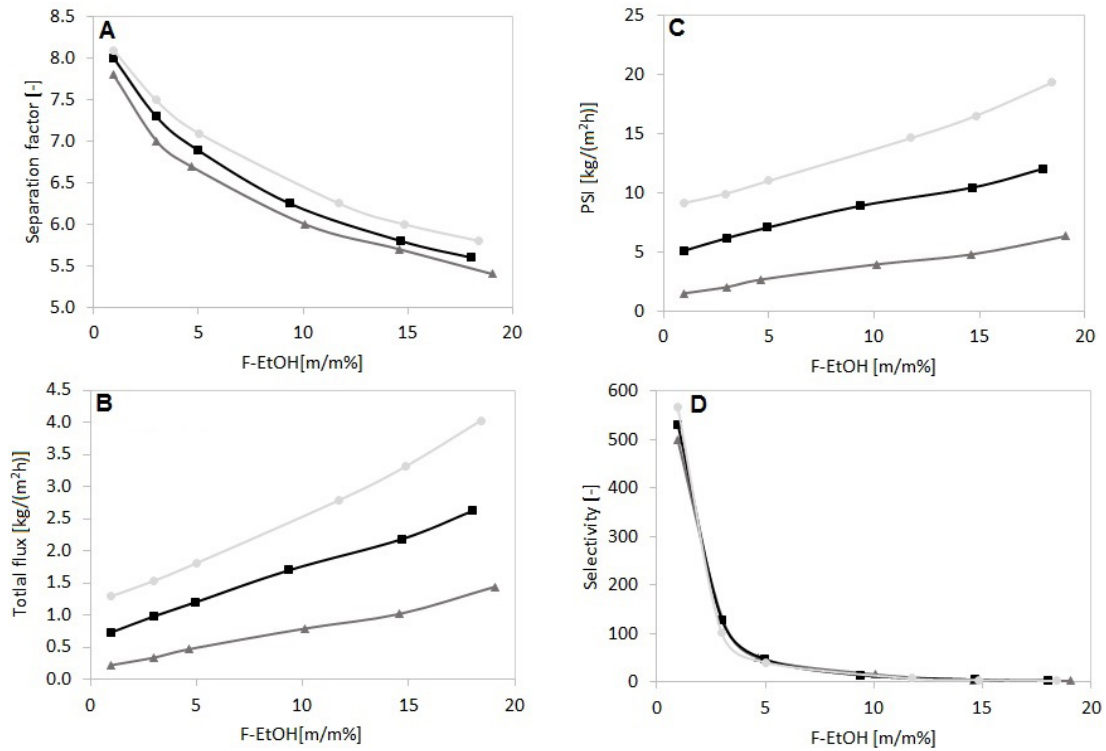 A
Separation factor [-]
8.5
8.0
7.5
7.0
6.5
6.0
5.5
5.0
0 5 10 15 20
F-EtOH[m/m%]
C
PSI [kg/(m²h)]
25
20
15
10
5
0
0 5 10 15 20
F-EtOH [m/m%]
B
Totlal flux [kg/(m²h)]
4.5
4.0
3.5
3.0
2.5
2.0
1.5
1.0
0.5
0.0
0 5 10 15 20
F-EtOH[m/m%]
D
Selectivity [-]
600
500
400
300
200
100
0
0 5 10 15 20
F-EtOH [m/m%]